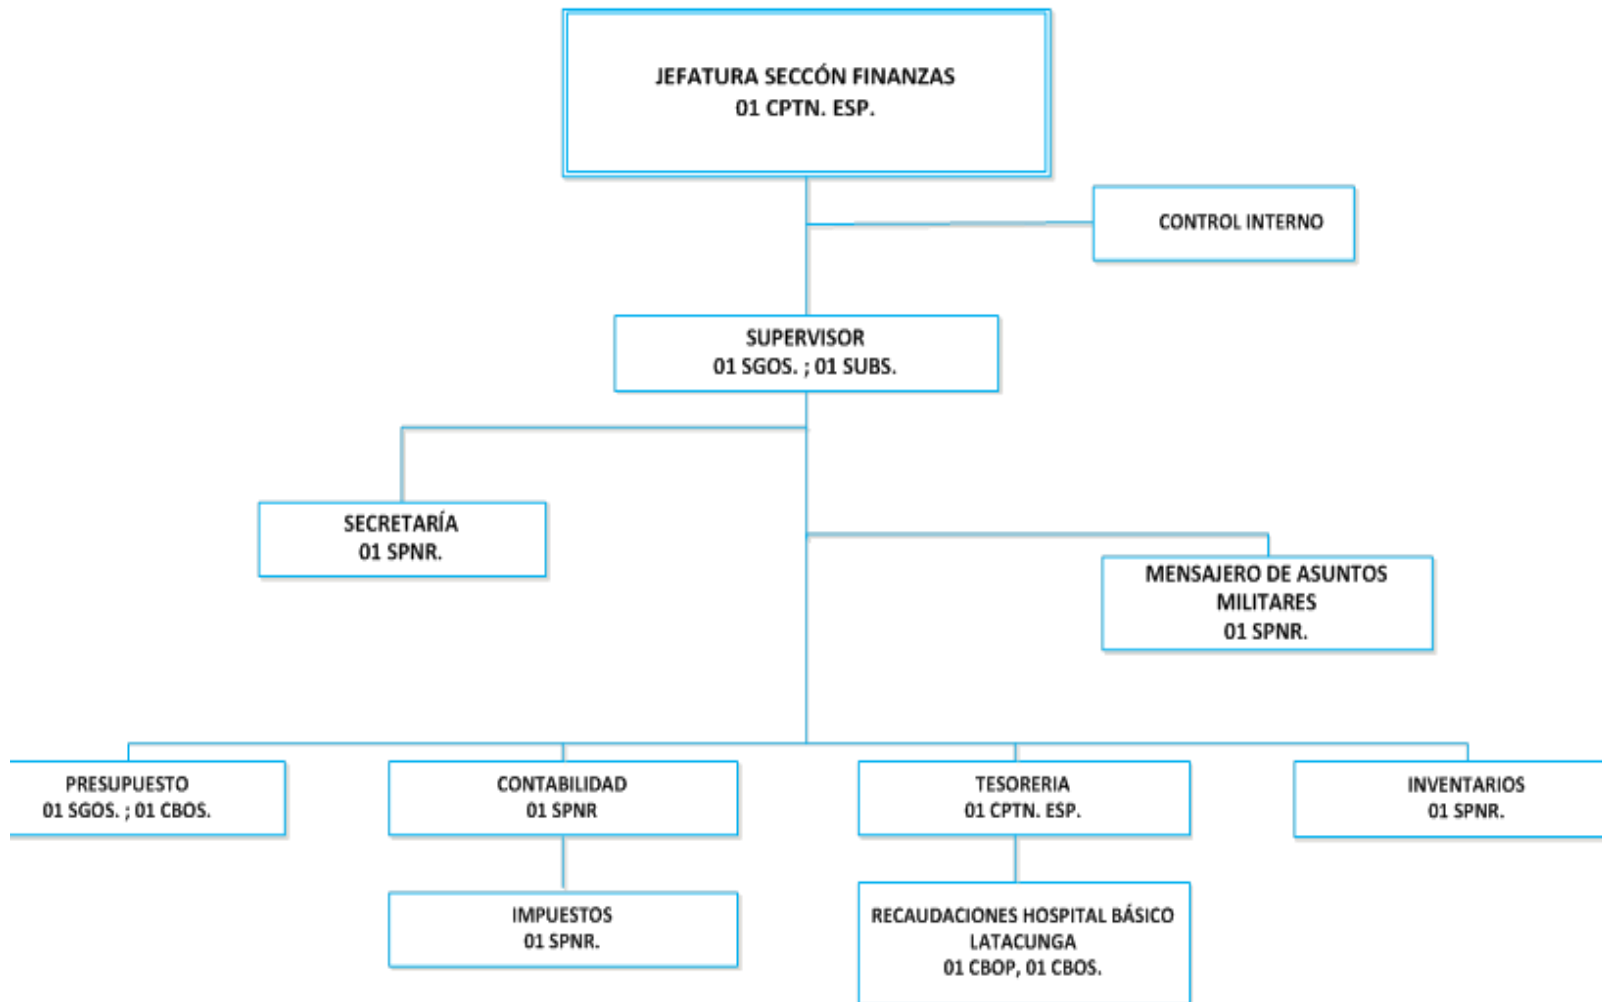 JEFATURA SECCÓN FINANZAS
01 CPTN. ESP.
CONTROL INTERNO
SUPERVISOR
01 SGOS. ; 01 SUBS.
SECRETARÍA
01 SPNR.
MENSAJERO DE ASUNTOS
MILITARES
01 SPNR.
PRESUPUESTO
01 SGOS. ; 01 CBOS.
CONTABILIDAD
01 SPNR
TESORERIA
01 CPTN. ESP.
INVENTARIOS
01 SPNR.
IMPUESTOS
01 SPNR.
RECAUDACIONES HOSPITAL BÁSICO
LATACUNGA
01 CBOP, 01 CBOS.